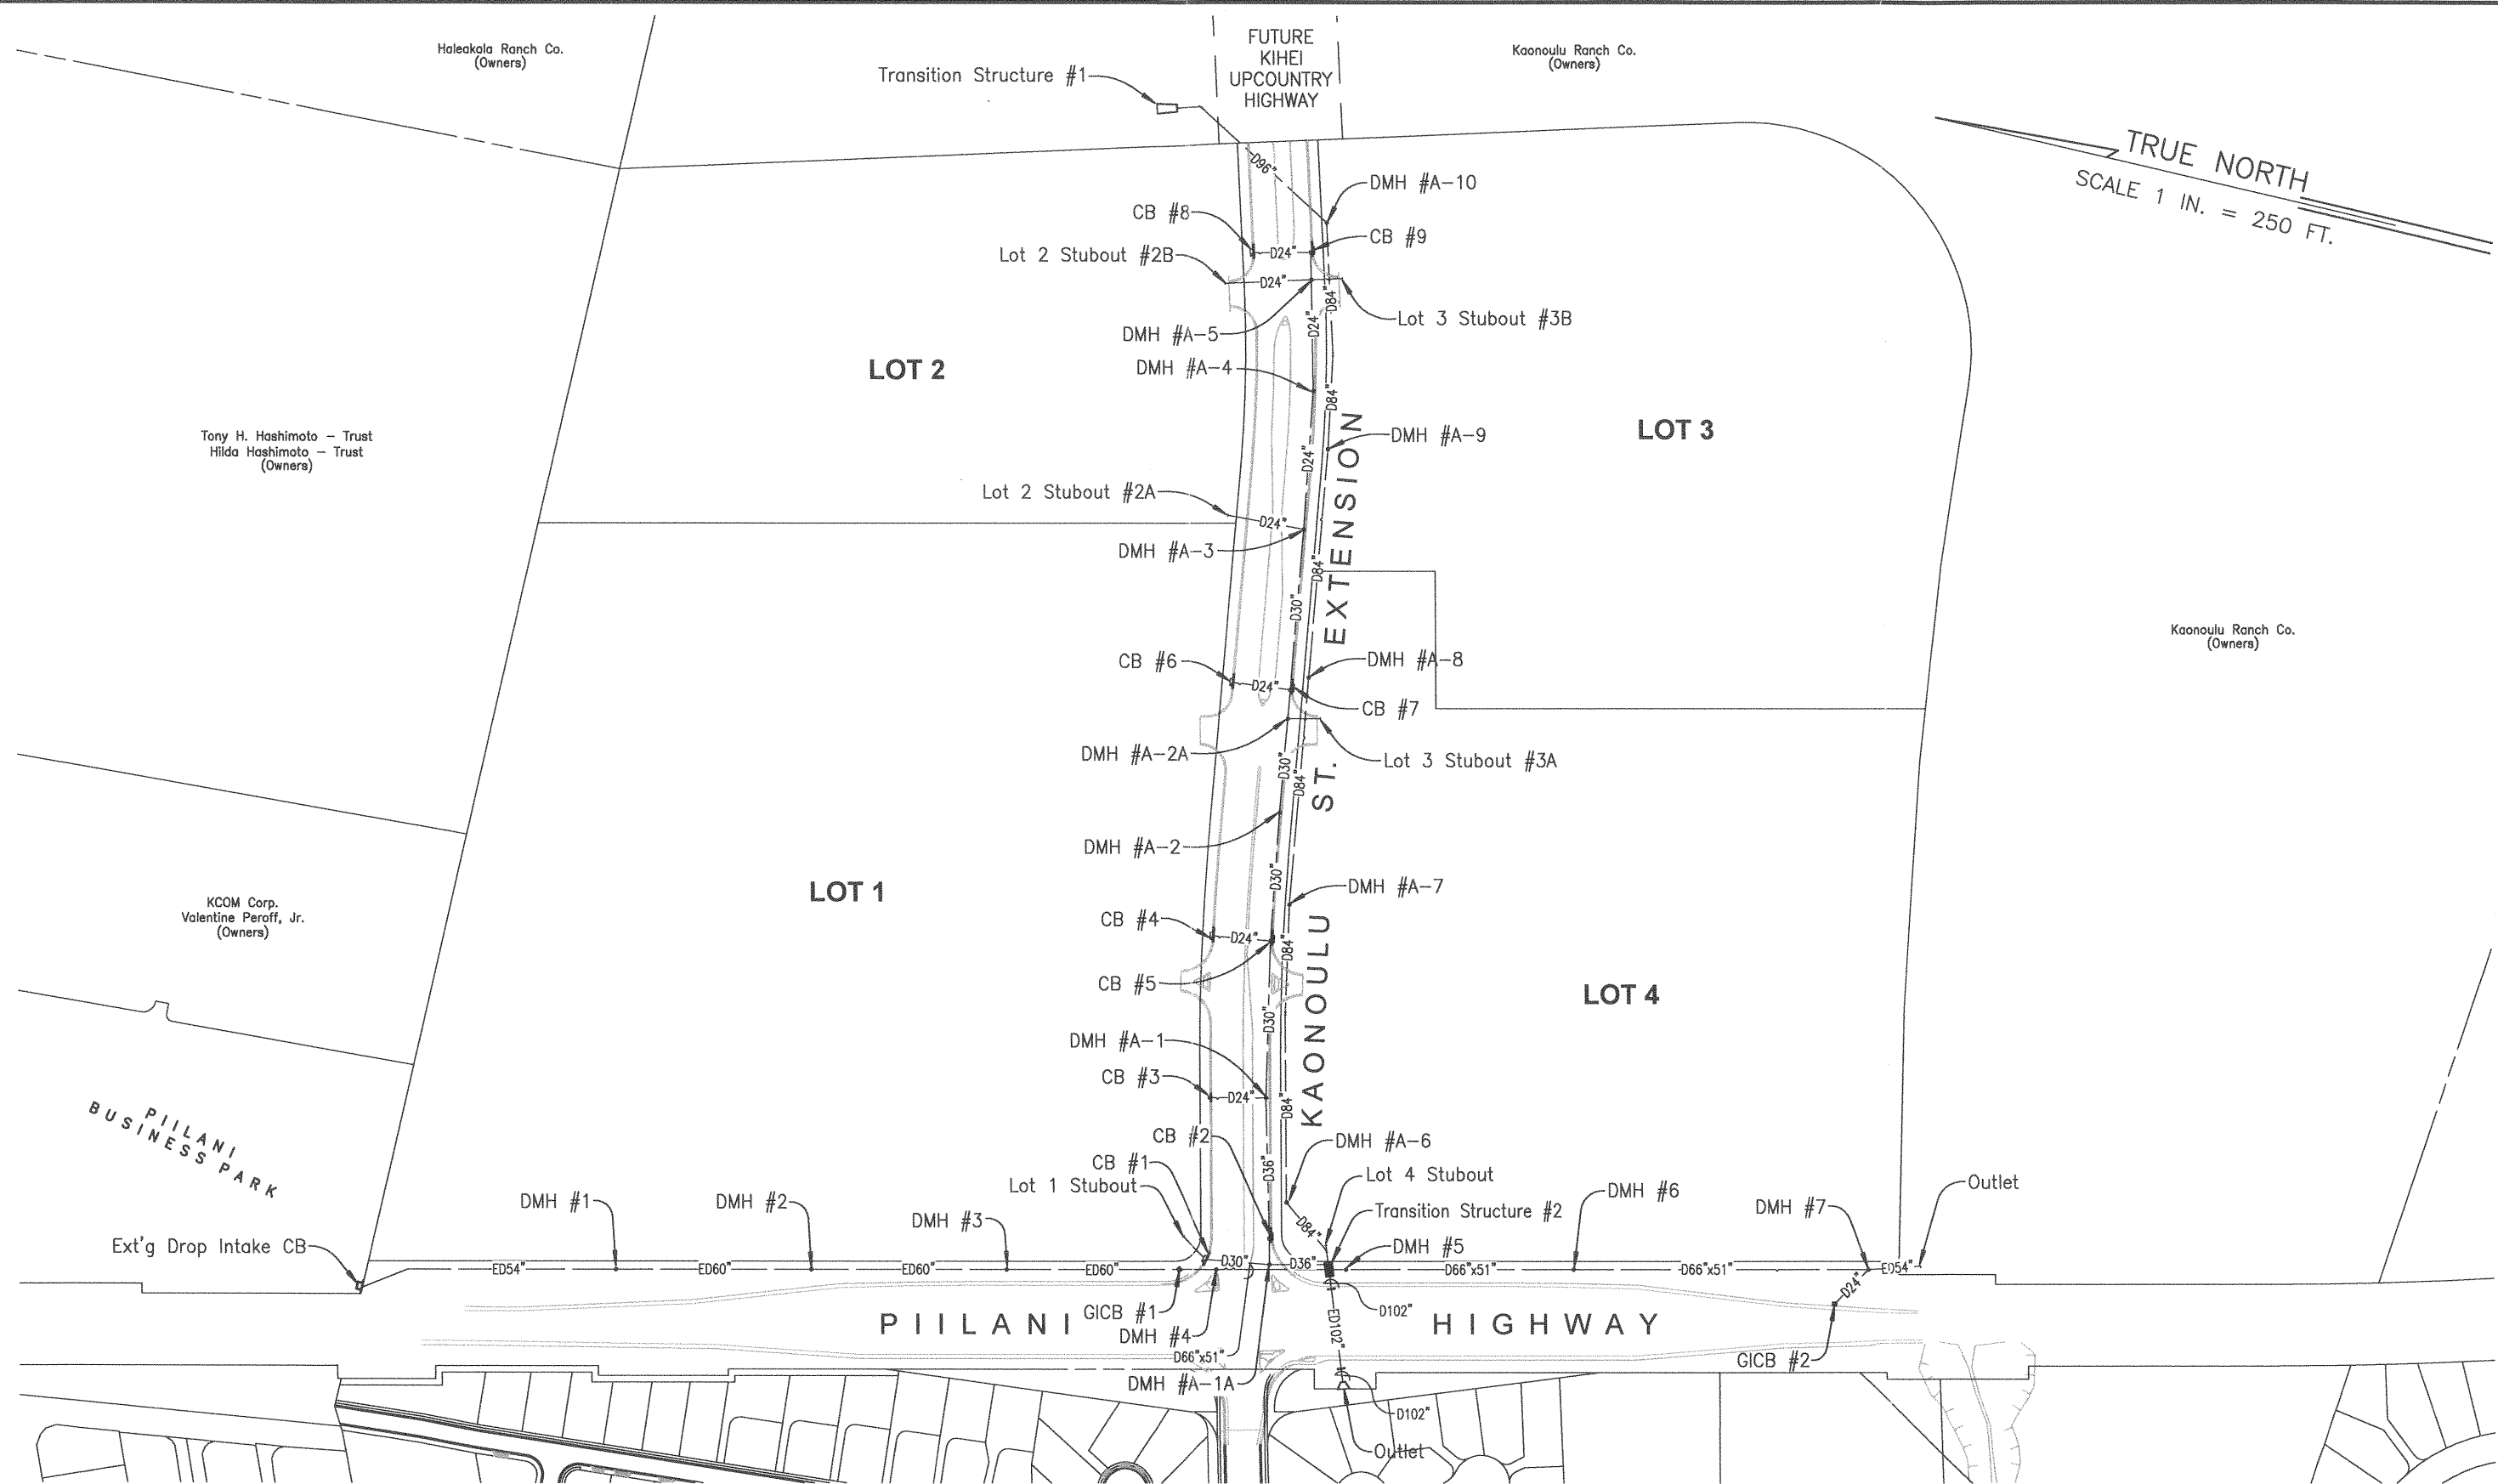 Haleakala Ranch Co.
(Owners)
Transition Structure #1
FUTURE
KIHEI
UPCOUNTRY
HIGHWAY
Kaonoulu Ranch Co.
(Owners)
TRUE NORTH
SCALE 1 IN. = 250 FT.
D96"
DMH #A-10
CB #8
D24"
CB #9
Lot 2 Stubout #2B
D24"
D84"
Lot 3 Stubout #3B
D24"
DMH #A-5
DMH #A-4
LOT 2
D84"
LOT 3
DMH #A-9
Tony H. Hashimoto - Trust
Hilda Hashimoto - Trust
(Owners)
D24"
Lot 2 Stubout #2A
D24"
DMH #A-3
D84"
D30"
KAONOULU ST. EXTENSION
Kaonoulu Ranch Co.
(Owners)
CB #6
D24"
DMH #A-8
CB #7
DMH #A-2A
D30"
D84"
Lot 3 Stubout #3A
DMH #A-2
LOT 1
D30"
DMH #A-7
KCOM Corp.
Valentine Peroff, Jr.
(Owners)
CB #4
D24"
D84"
CB #5
LOT 4
D30"
DMH #A-1
CB #3
D24"
D84"
PIILANI
BUSINESS PARK
CB #2
DMH #A-6
CB #1
D36"
Lot 4 Stubout
Lot 1 Stubout
DMH #1
DMH #2
DMH #3
D84"
Transition Structure #2
DMH #6
DMH #7
Outlet
Ext'g Drop Intake CB
DMH #5
ED54"
ED60"
ED60"
ED60"
D30"
D36"
D66"x51"
D66"x51"
ED54"
D24"
GICB #1
D102"
PIILANI HIGHWAY
DMH #4
ED102"
D66"x51"
GICB #2
DMH #A-1A
D102"
Outlet